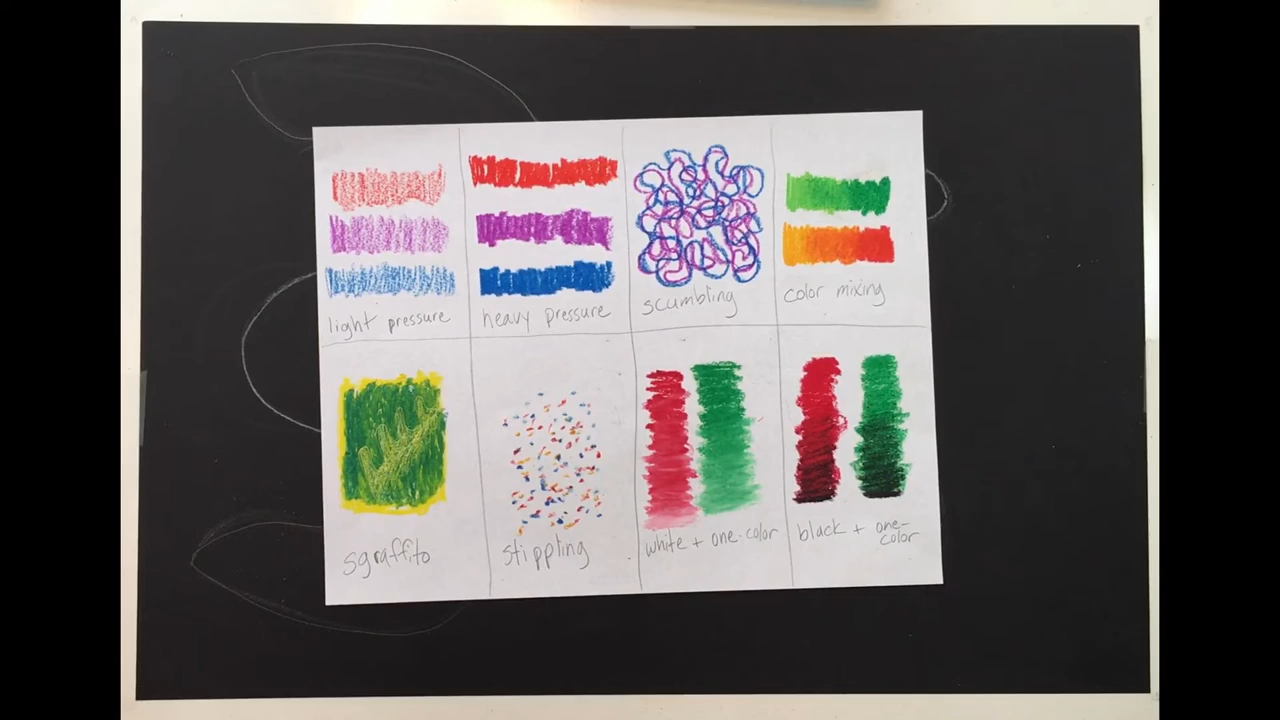 light pressure
heavy pressure
scumbling
color mixing
sgraffito
stippling
white + one-color
black + one-
color